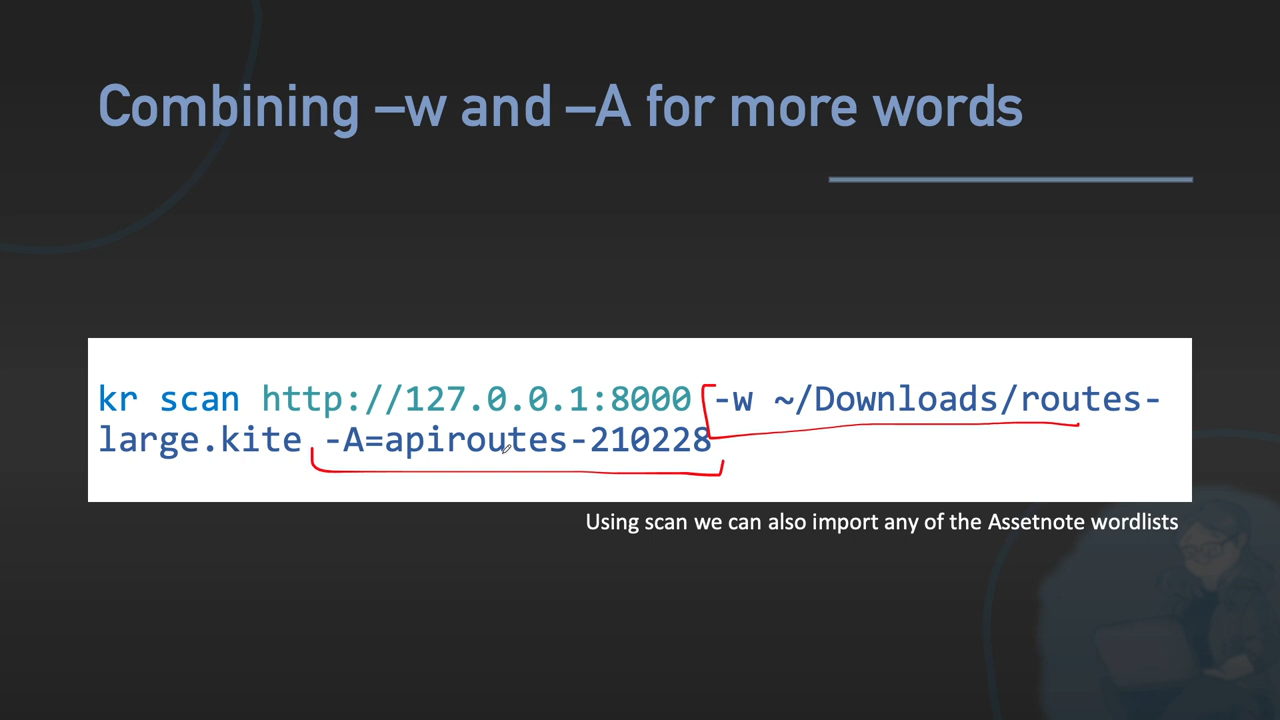 Combining –w and –A for more words
kr scan http://127.0.0.1:8000 -w ~/Downloads/routes-
large.kite -A=apiroutes-210228
Using scan we can also import any of the Assetnote wordlists